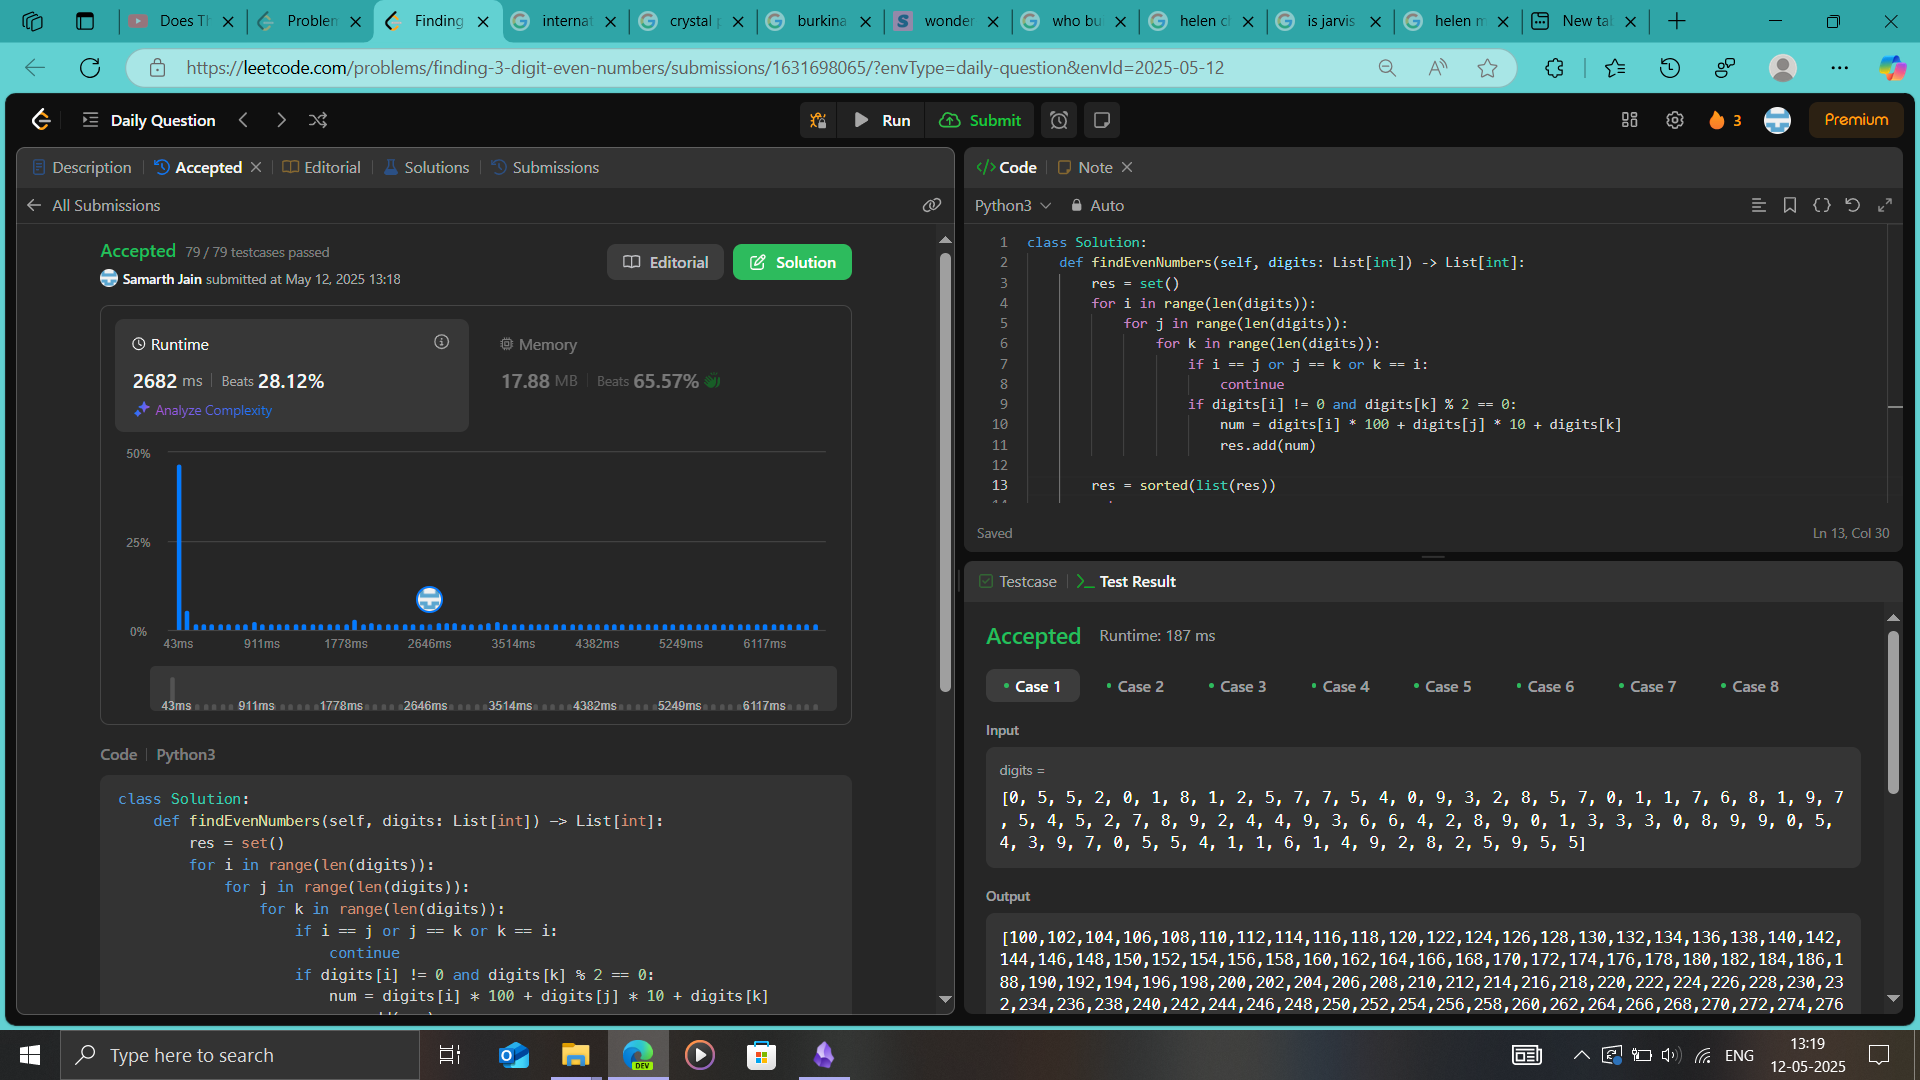 Does Th
Problem
Finding
internat
crystal p
burkina
wonder
who bu
helen cl
is jarvis
helen m
New tab
https://leetcode.com/problems/finding-3-digit-even-numbers/submissions/1631698065/?envType=daily-question&envId=2025-05-12
Daily Question
Run
Submit
3
Premium
Description
Accepted
Editorial
Solutions
Submissions
All Submissions
Accepted 79 / 79 testcases passed
Samarth Jain submitted at May 12, 2025 13:18
Editorial
Solution
Runtime
2682 ms Beats 28.12%
Analyze Complexity
Memory
17.88 MB Beats 65.57%
50%
25%
0%
43ms 911ms 1778ms 2646ms 3514ms 4382ms 5249ms 6117ms
43ms 911ms 1778ms 2646ms 3514ms 4382ms 5249ms 6117ms
Code Python3
class Solution:
def findEvenNumbers(self, digits: List[int]) -> List[int]:
res = set()
for i in range(len(digits)):
for j in range(len(digits)):
for k in range(len(digits)):
if i == j or j == k or k == i:
continue
if digits[i] != 0 and digits[k] % 2 == 0:
num = digits[i] * 100 + digits[j] * 10 + digits[k]
Code
Note
Python3
Auto
1 class Solution:
2 def findEvenNumbers(self, digits: List[int]) -> List[int]:
3 res = set()
4 for i in range(len(digits)):
5 for j in range(len(digits)):
6 for k in range(len(digits)):
7 if i == j or j == k or k == i:
8 continue
9 if digits[i] != 0 and digits[k] % 2 == 0:
10 num = digits[i] * 100 + digits[j] * 10 + digits[k]
11 res.add(num)
12
13 res = sorted(list(res))
Saved
Ln 13, Col 30
Testcase
Test Result
Accepted Runtime: 187 ms
Case 1
Case 2
Case 3
Case 4
Case 5
Case 6
Case 7
Case 8
Input
digits =
[0, 5, 5, 2, 0, 1, 8, 1, 2, 5, 7, 7, 5, 4, 0, 9, 3, 2, 8, 5, 7, 0, 1, 1, 7, 6, 8, 1, 9, 7
, 5, 4, 5, 2, 7, 8, 9, 2, 4, 4, 9, 3, 6, 6, 4, 2, 8, 9, 0, 1, 3, 3, 3, 0, 8, 9, 9, 0, 5,
4, 3, 9, 7, 0, 5, 5, 4, 1, 1, 6, 1, 4, 9, 2, 8, 2, 5, 9, 5, 5]
Output
[100,102,104,106,108,110,112,114,116,118,120,122,124,126,128,130,132,134,136,138,140,142,
144,146,148,150,152,154,156,158,160,162,164,166,168,170,172,174,176,178,180,182,184,186,1
88,190,192,194,196,198,200,202,204,206,208,210,212,214,216,218,220,222,224,226,228,230,23
2,234,236,238,240,242,244,246,248,250,252,254,256,258,260,262,264,266,268,270,272,274,276
Type here to search
DEV
ENG
13:19
12-05-2025